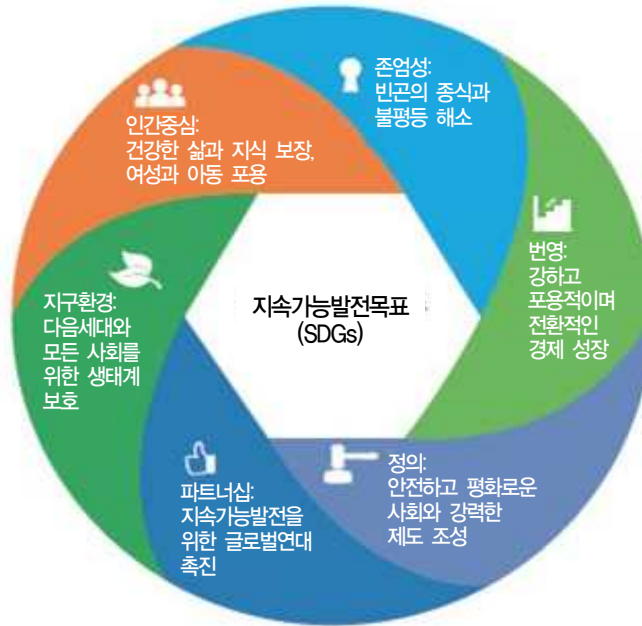 존엄성:
빈곤의 종식과
불평등 해소
인간중심:
건강한 삶과 지식 보장,
여성과 아동 포용
번영:
강하고
포용적이며
전환적인
경제 성장
지구환경:
다음세대와
모든 사회를
위한 생태계
보호
지속가능발전목표
(SDGs)
정의:
안전하고 평화로운
사회와 강력한
제도 조성
파트너십:
지속가능발전을
위한 글로벌연대
촉진